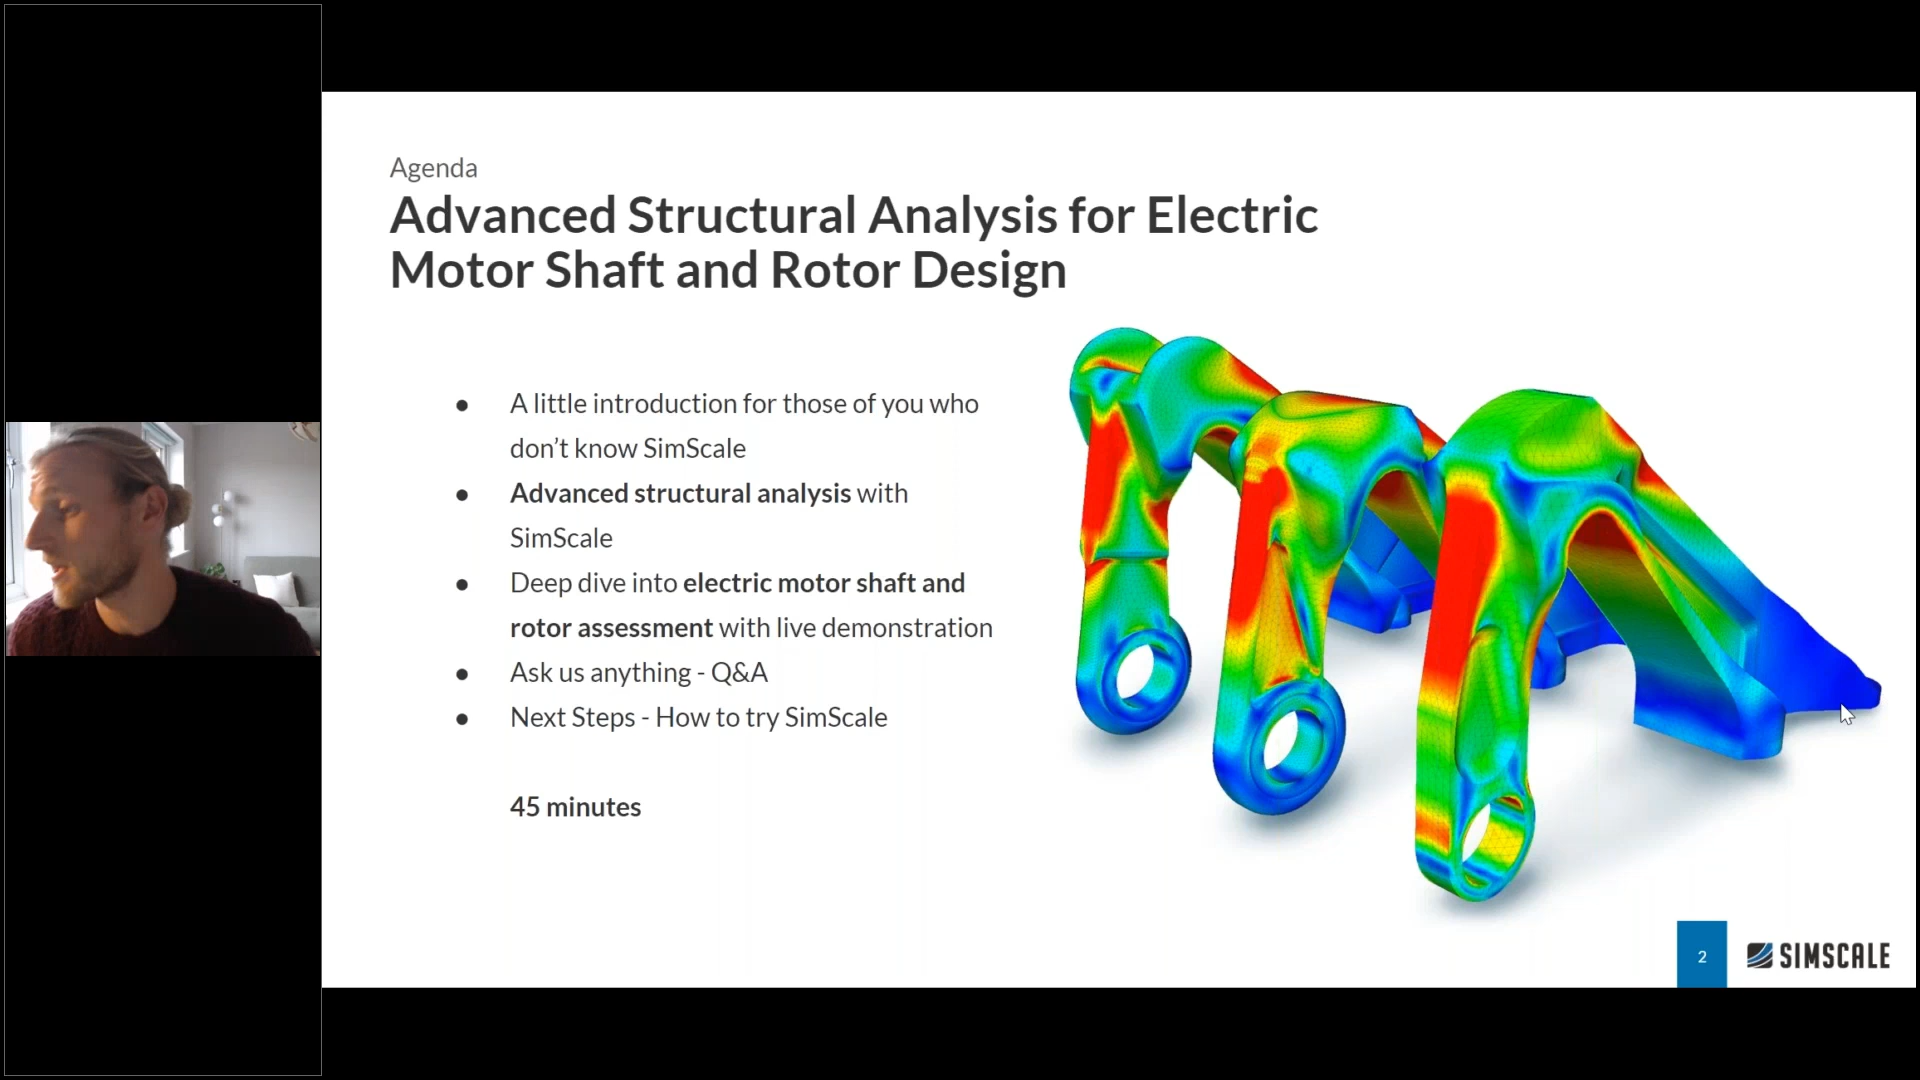 Agenda
Advanced Structural Analysis for Electric
Motor Shaft and Rotor Design
● A little introduction for those of you who
don’t know SimScale
● Advanced structural analysis with
SimScale
● Deep dive into electric motor shaft and
rotor assessment with live demonstration
● Ask us anything - Q&A
● Next Steps - How to try SimScale
45 minutes
2
SIMSCALE